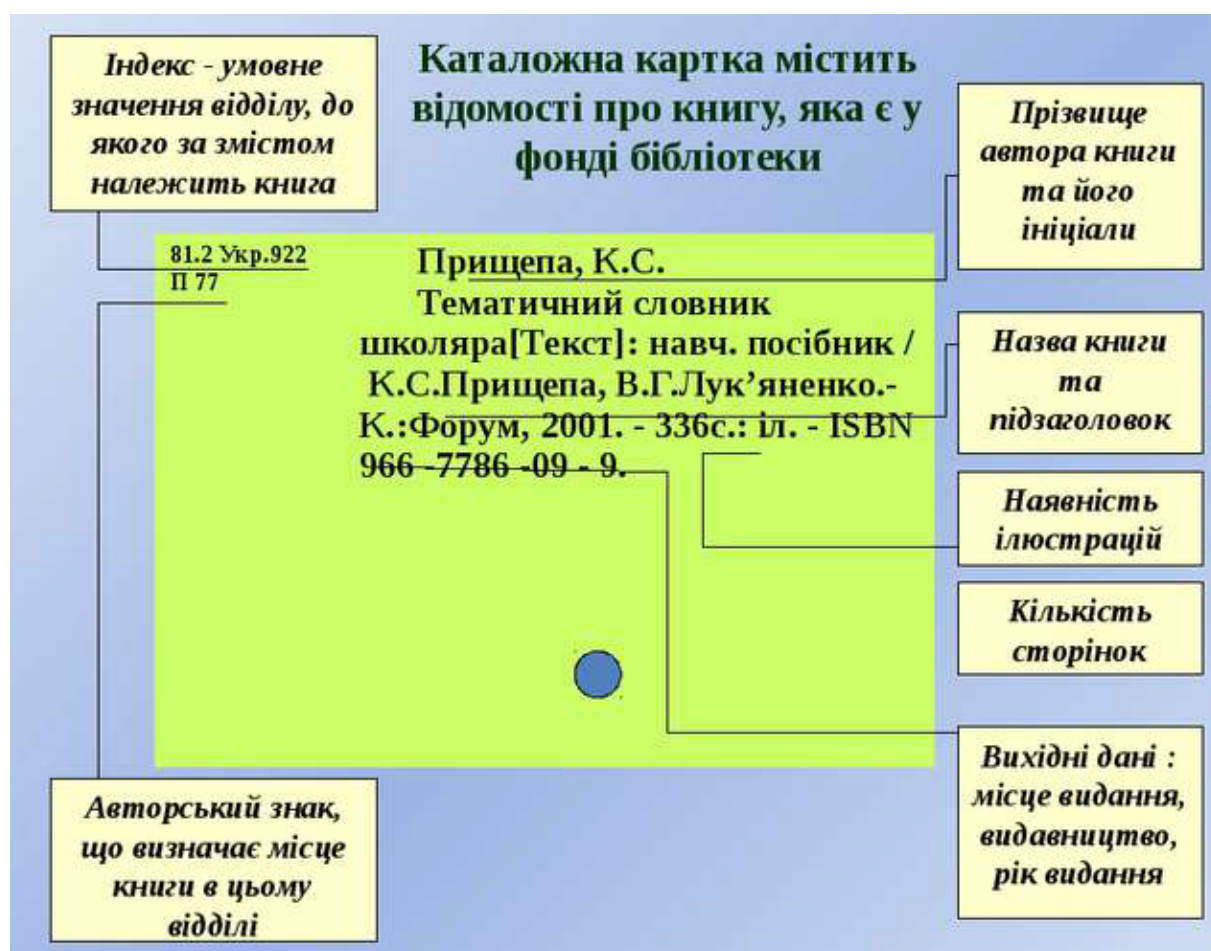 Індекс - умовне
значення відділу, до
якого за змістом
належить книга
Каталожна картка містить
відомості про книгу, яка є у
фонді бібліотеки
Прізвище
автора книги
та його
ініціали
81.2 Укр.922
П 77
Прищепа, К.С.
Тематичний словник
школяра[Текст]: навч. посібник /
К.С.Прищепа, В.Г.Лук’яненко.-
К.:Форум, 2001. - 336с.: іл. - ISBN
966 -7786 -09 - 9.
Назва книги
та
підзаголовок
Наявність
ілюстрацій
Кількість
сторінок
Вихідні дані :
місце видання,
видавництво,
рік видання
Авторський знак,
що визначає місце
книги в цьому
відділі